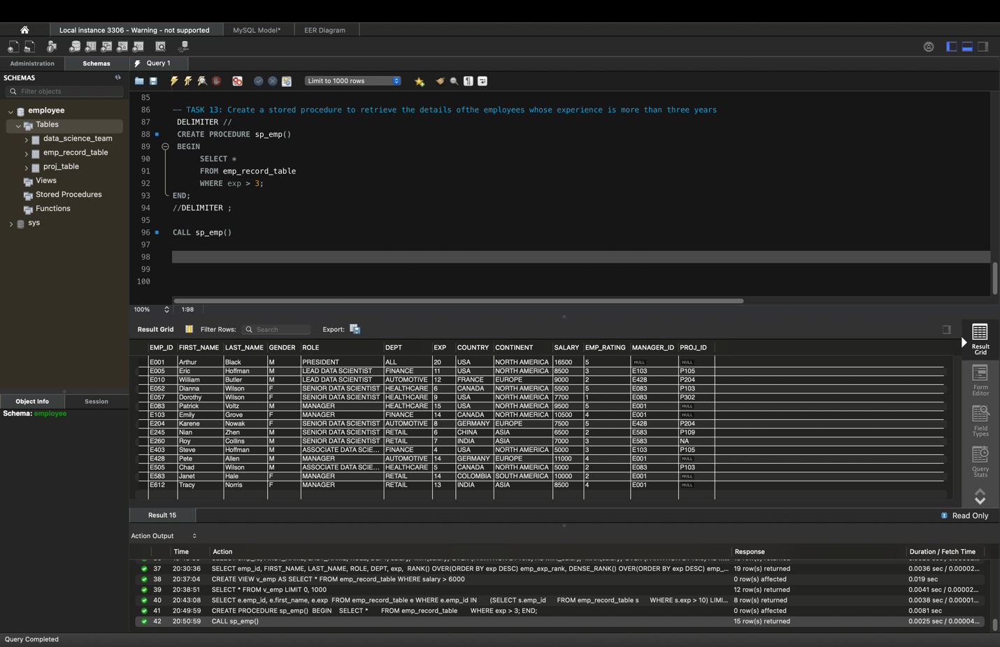 Local instance 3306 - Warning - not supported
MySQL Model*
EER Diagram
Administration
Schemas
Query 1
SCHEMAS
Filter objects
employee
Tables
data_science_team
emp_record_table
proj_table
Views
Stored Procedures
Functions
sys
Limit to 1000 rows
85
86 -- TASK 13: Create a stored procedure to retrieve the details ofthe employees whose experience is more than three years
87 DELIMITER //
88 CREATE PROCEDURE sp_emp()
89 BEGIN
90 SELECT *
91 FROM emp_record_table
92 WHERE exp > 3;
93 END;
94 //DELIMITER ;
95
96 CALL sp_emp()
97
98
99
100
100% 1:98
Object Info
Session
Schema: employee
Result Grid Filter Rows: Search Export:
EMP_ID FIRST_NAME LAST_NAME GENDER ROLE DEPT EXP COUNTRY CONTINENT SALARY EMP_RATING MANAGER_ID PROJ_ID
E001 Arthur Black M PRESIDENT ALL 20 USA NORTH AMERICA 16500 5 NULL NULL
E005 Eric Hoffman M LEAD DATA SCIENTIST FINANCE 11 USA NORTH AMERICA 8500 3 E103 P105
E010 William Butler M LEAD DATA SCIENTIST AUTOMOTIVE 12 FRANCE EUROPE 9000 2 E428 P204
E052 Dianna Wilson F SENIOR DATA SCIENTIST HEALTHCARE 6 CANADA NORTH AMERICA 5500 5 E083 P103
E057 Dorothy Wilson F SENIOR DATA SCIENTIST HEALTHCARE 9 USA NORTH AMERICA 7700 1 E083 P302
E083 Patrick Voltz M MANAGER HEALTHCARE 15 USA NORTH AMERICA 9500 5 E001 NULL
E103 Emily Grove F MANAGER FINANCE 14 CANADA NORTH AMERICA 10500 4 E001 NULL
E204 Karene Nowak F SENIOR DATA SCIENTIST AUTOMOTIVE 8 GERMANY EUROPE 7500 5 E428 P204
E245 Nian Zhen M SENIOR DATA SCIENTIST RETAIL 6 CHINA ASIA 6500 2 E583 P109
E260 Roy Collins M SENIOR DATA SCIENTIST RETAIL 7 INDIA ASIA 7000 3 E583 NA
E403 Steve Hoffman M ASSOCIATE DATA SCIE... FINANCE 4 USA NORTH AMERICA 5000 3 E103 P105
E428 Pete Allen M MANAGER AUTOMOTIVE 14 GERMANY EUROPE 11000 4 E001 NULL
E505 Chad Wilson M ASSOCIATE DATA SCIE... HEALTHCARE 5 CANADA NORTH AMERICA 5000 2 E083 P103
E583 Janet Hale F MANAGER RETAIL 14 COLOMBIA SOUTH AMERICA 10000 2 E001 NULL
E612 Tracy Norris F MANAGER RETAIL 13 INDIA ASIA 8500 4 E001 NULL
Result
Grid
Form
Editor
Field
Types
Query
Stats
Result 15
Read Only
Action Output
Time Action Response Duration / Fetch Time
37 20:30:36 SELECT emp_id, FIRST_NAME, LAST_NAME, ROLE, DEPT, exp, RANK() OVER(ORDER BY exp DESC) emp_exp_rank, DENSE_RANK() OVER(ORDER BY exp DESC) emp_... 19 row(s) returned 0.0036 sec / 0.00002...
38 20:37:04 CREATE VIEW v_emp AS SELECT * FROM emp_record_table WHERE salary > 6000 0 row(s) affected 0.019 sec
39 20:38:51 SELECT * FROM v_emp LIMIT 0, 1000 12 row(s) returned 0.0041 sec / 0.00002...
40 20:43:08 SELECT e.emp_id, e.first_name, e.exp FROM emp_record_table e WHERE e.emp_id IN (SELECT s.emp_id FROM emp_record_table s WHERE s.exp > 10) LIMI... 8 row(s) returned 0.0038 sec / 0.00001...
41 20:49:59 CREATE PROCEDURE sp_emp() BEGIN SELECT * FROM emp_record_table WHERE exp > 3; END; 0 row(s) affected 0.0081 sec
42 20:50:59 CALL sp_emp() 15 row(s) returned 0.0025 sec / 0.00004...
Query Completed